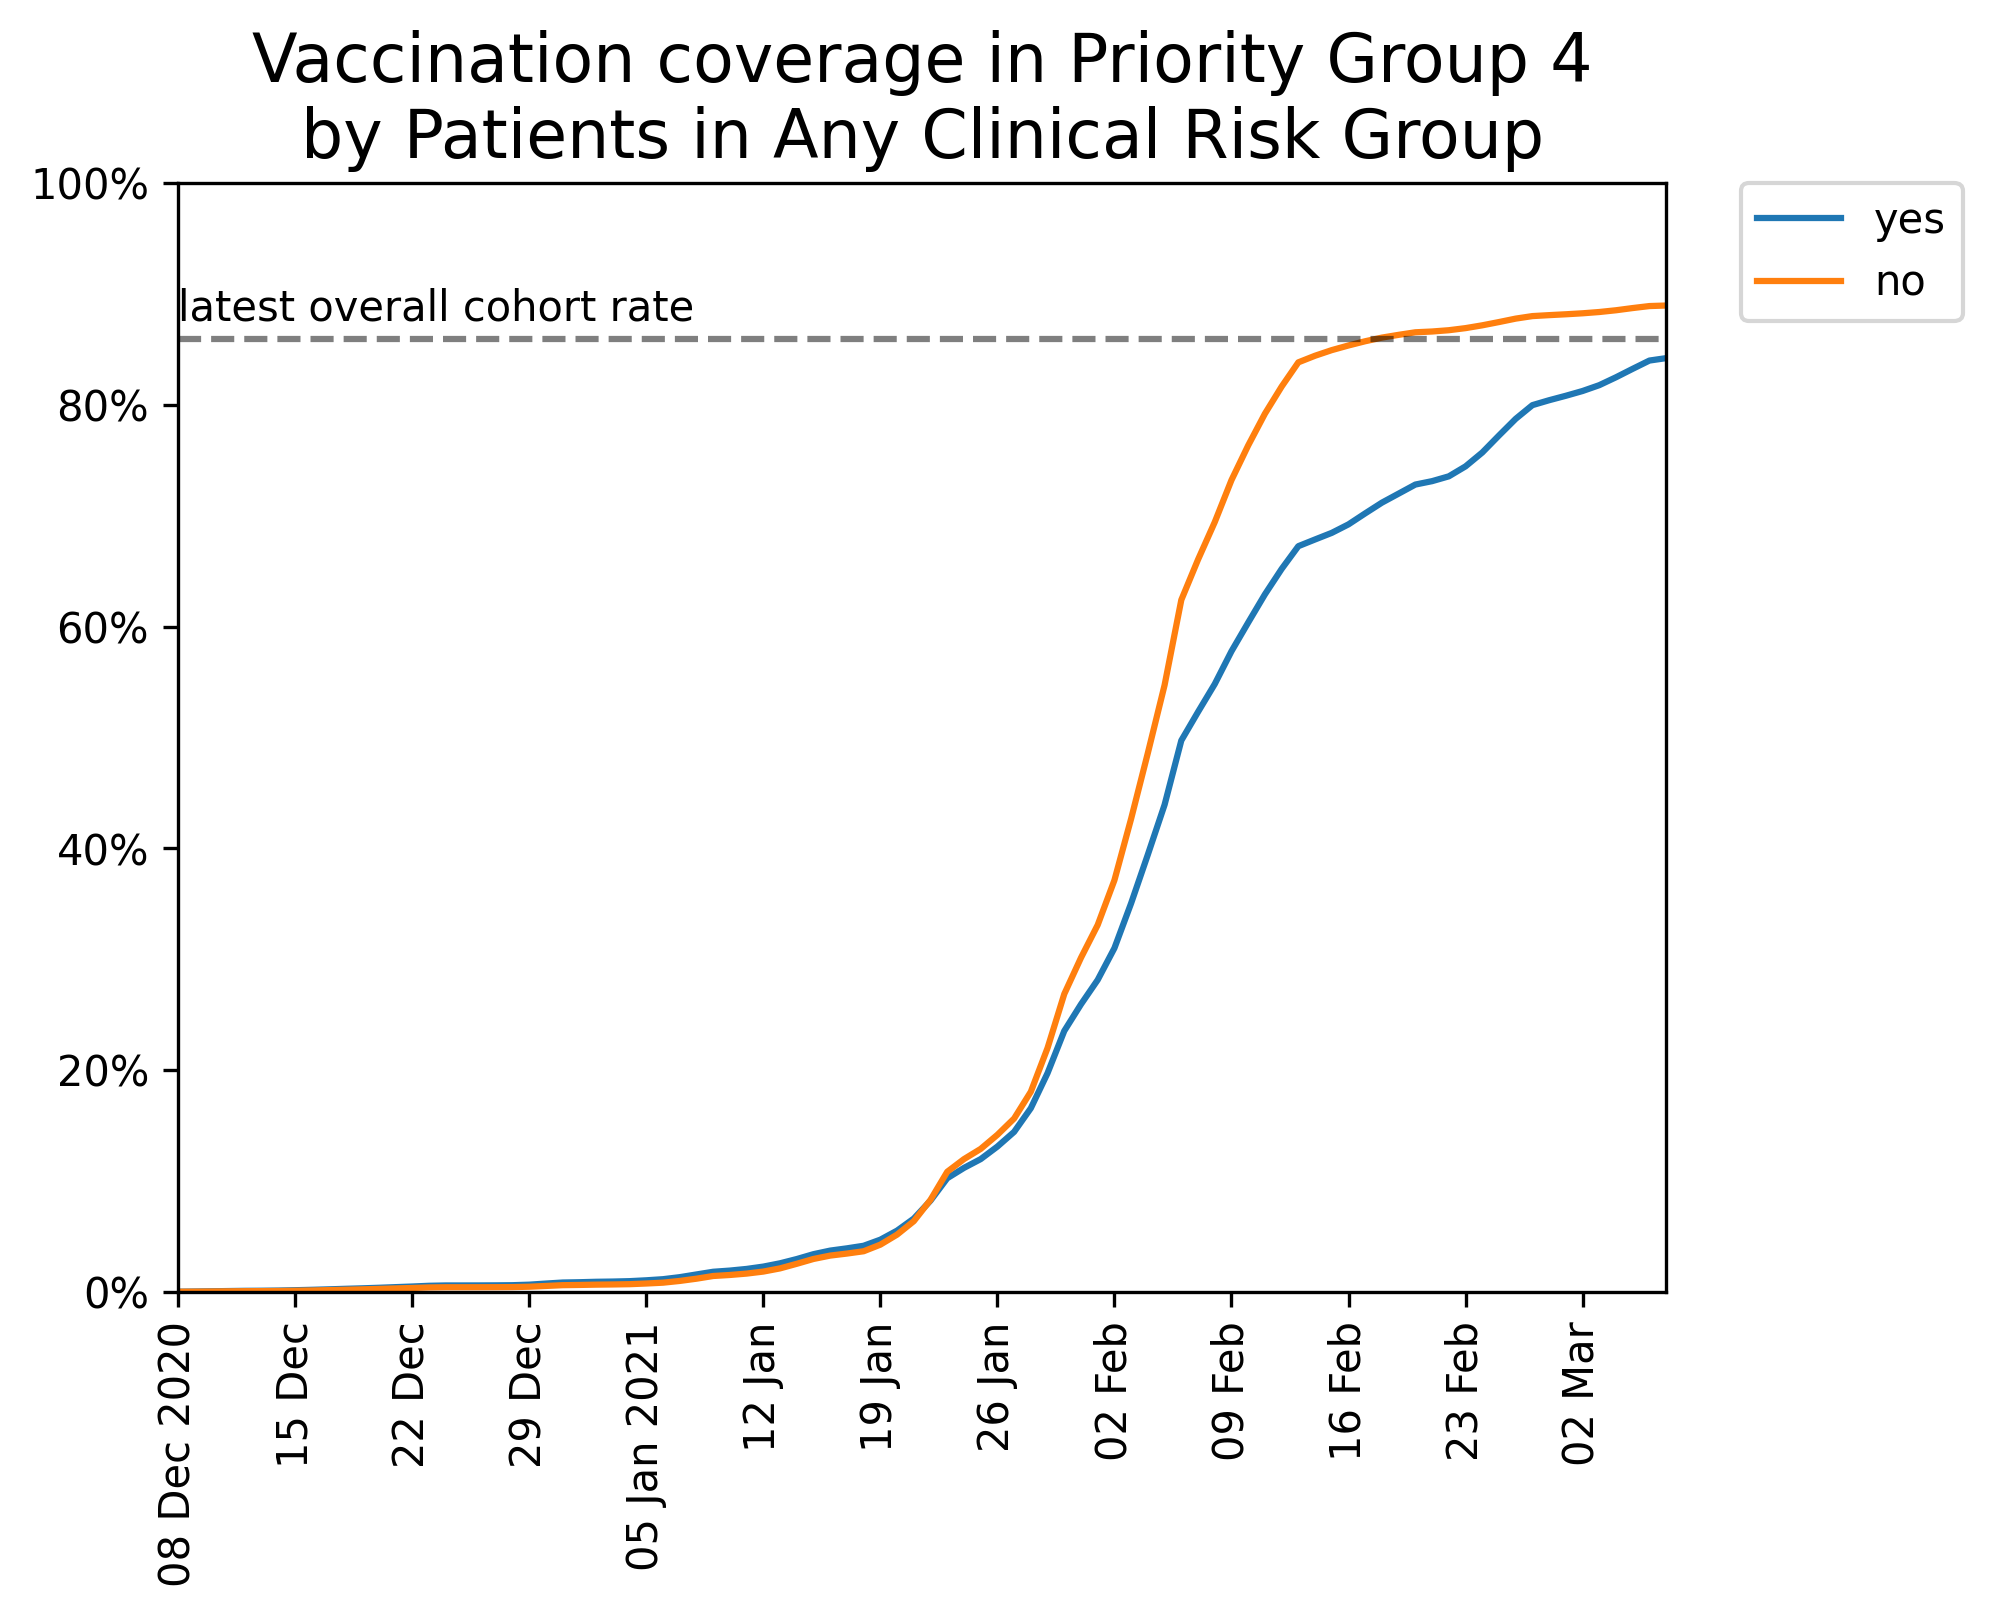 Vaccination coverage in Priority Group 4
by Patients in Any Clinical Risk Group
100%
80%
60%
40%
20%
0%
latest overall cohort rate
yes
no
08 Dec 2020
15 Dec
22 Dec
29 Dec
05 Jan 2021
12 Jan
19 Jan
26 Jan
02 Feb
09 Feb
16 Feb
23 Feb
02 Mar